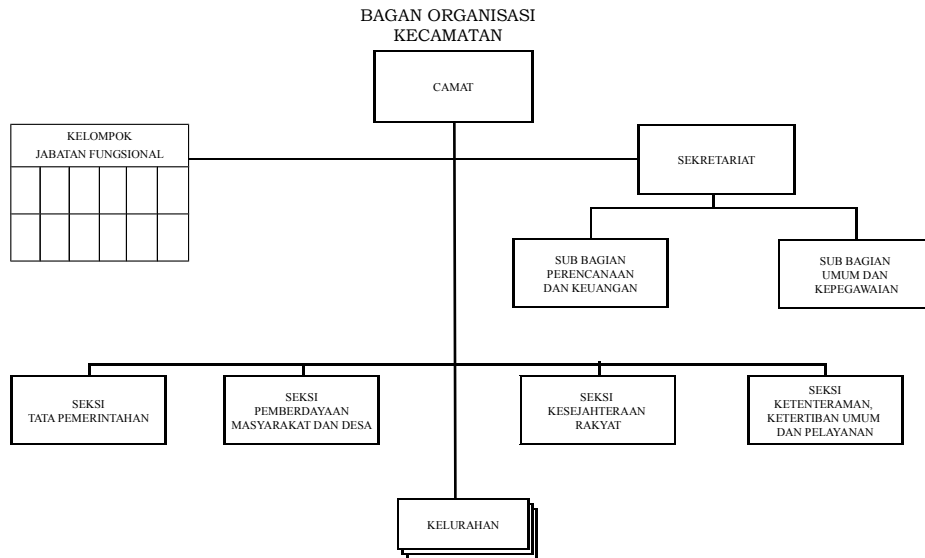 BAGAN ORGANISASI
KECAMATAN
CAMAT
KELOMPOK
JABATAN FUNGSIONAL
SEKRETARIAT
SUB BAGIAN
PERENCANAAN
DAN KEUANGAN
SUB BAGIAN
UMUM DAN
KEPEGAWAIAN
SEKSI
TATA PEMERINTAHAN
SEKSI
PEMBERDAYAAN
MASYARAKAT DAN DESA
SEKSI
KESEJAHTERAAN
RAKYAT
SEKSI
KETENTERAMAN,
KETERTIBAN UMUM
DAN PELAYANAN
KELURAHAN